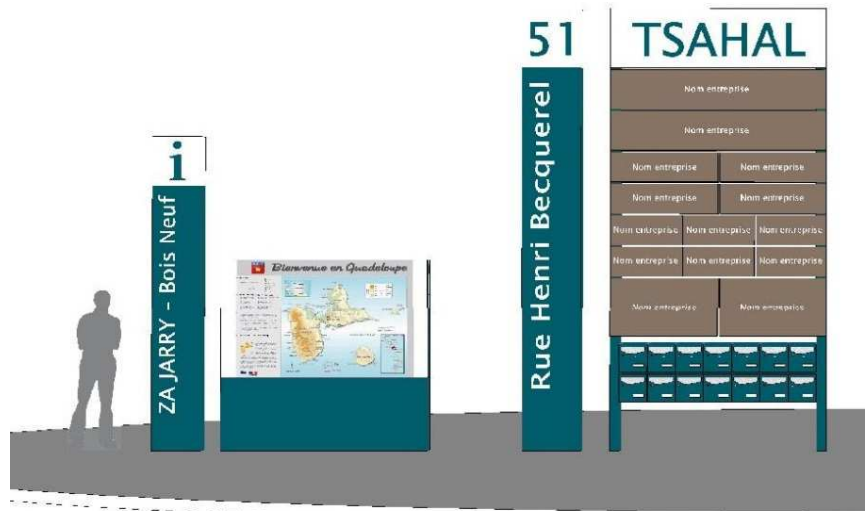 i
ZA JARRY - Bois Neuf
Bienvenue en Guadeloupe
51
Rue Henri Becquerel
TSAHAL
Nom entreprise
Nom entreprise
Nom entreprise Nom entreprise
Nom entreprise Nom entreprise
Nom entreprise Nom entreprise Nom entreprise
Nom entreprise Nom entreprise Nom entreprise
Nom entreprise Nom entreprise